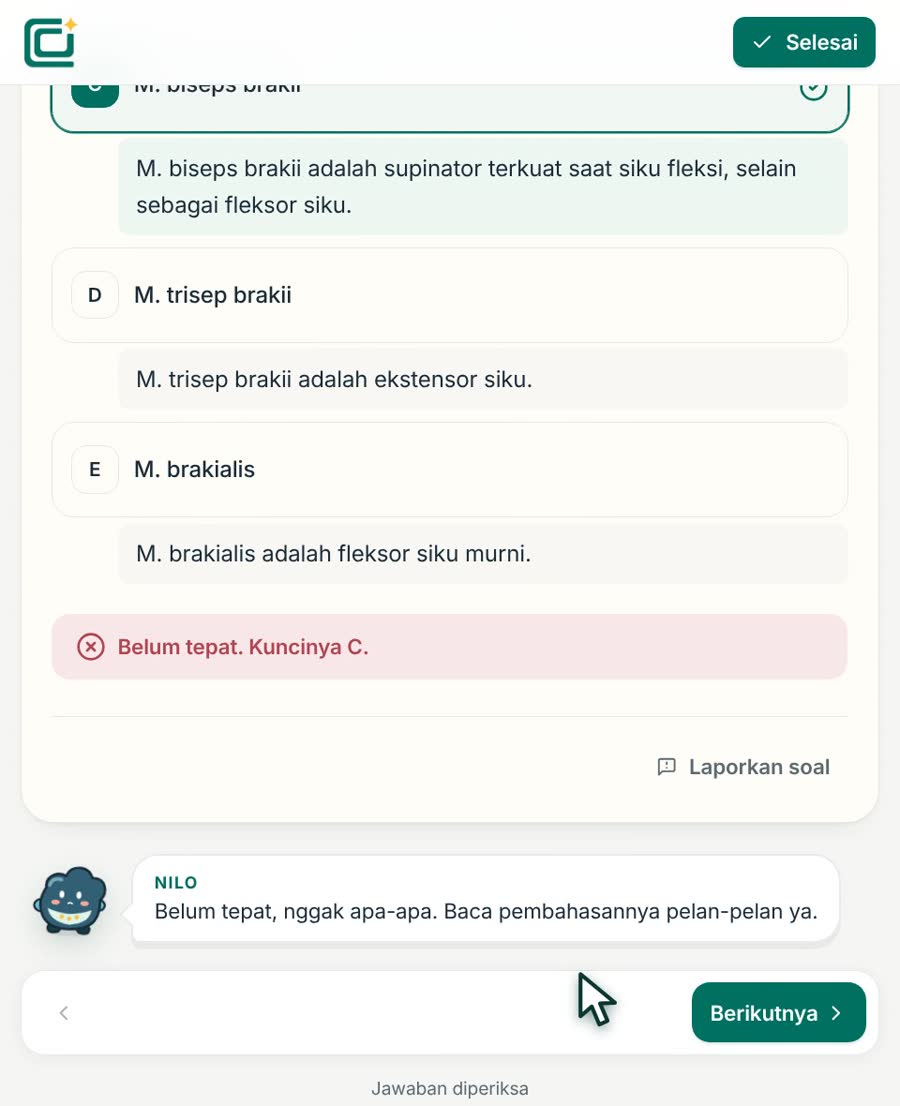 Selesai
C M. biseps brakii
M. biseps brakii adalah supinator terkuat saat siku fleksi, selain
sebagai fleksor siku.
D M. trisep brakii
M. trisep brakii adalah ekstensor siku.
E M. brakialis
M. brakialis adalah fleksor siku murni.
Belum tepat. Kuncinya C.
Laporkan soal
NILO
Belum tepat, nggak apa-apa. Baca pembahasannya pelan-pelan ya.
Berikutnya
Jawaban diperiksa